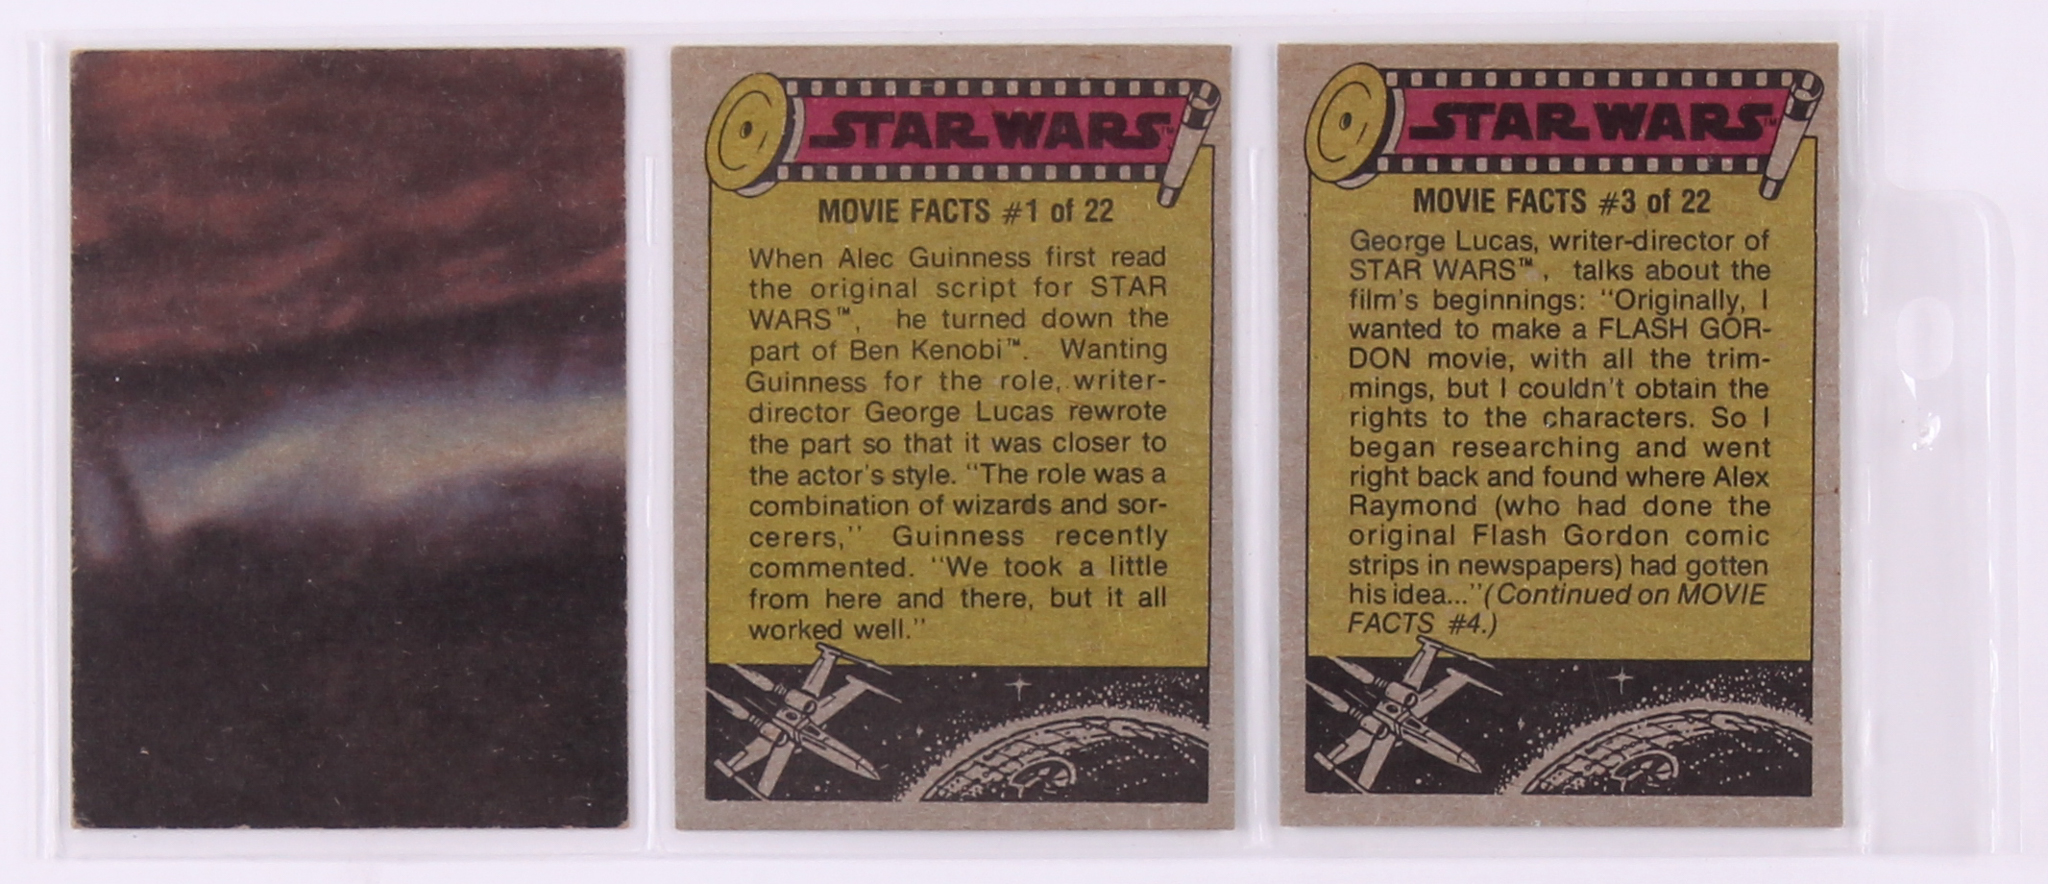 STAR WARS™
MOVIE FACTS #1 of 22
When Alec Guinness first read
the original script for STAR
WARS™, he turned down the
part of Ben Kenobi™. Wanting
Guinness for the role, writer-
director George Lucas rewrote
the part so that it was closer to
the actor's style. "The role was a
combination of wizards and sor-
cerers," Guinness recently
commented. "We took a little
from here and there, but it all
worked well."
STAR WARS™
MOVIE FACTS #3 of 22
George Lucas, writer-director of
STAR WARS™, talks about the
film's beginnings: "Originally, I
wanted to make a FLASH GOR-
DON movie, with all the trim-
mings, but I couldn't obtain the
rights to the characters. So I
began researching and went
right back and found where Alex
Raymond (who had done the
original Flash Gordon comic
strips in newspapers) had gotten
his idea..."(Continued on MOVIE
FACTS #4.)